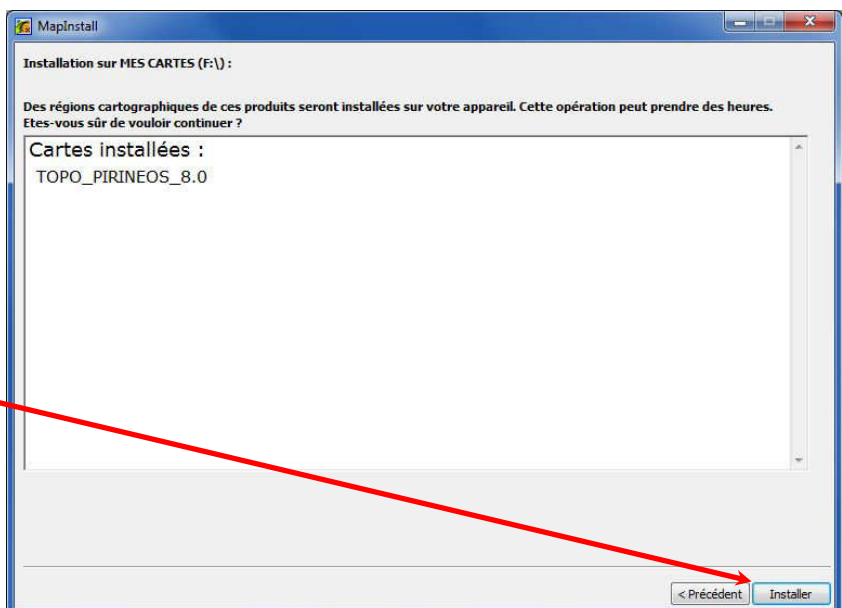 MapInstall
Installation sur MES CARTES (F:\) :
Des régions cartographiques de ces produits seront installées sur votre appareil. Cette opération peut prendre des heures.
Etes-vous sûr de vouloir continuer ?
Cartes installées :
TOPO_PIRINEOS_8.0
< Précédent
Installer